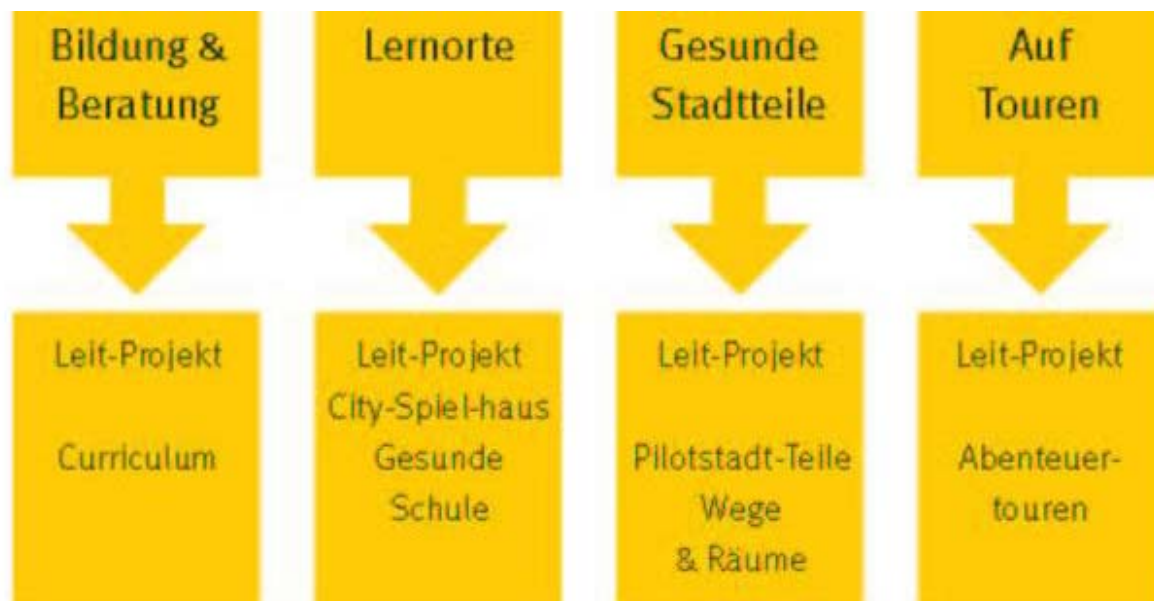 Bildung &
Beratung
Lernorte
Gesunde
Stadtteile
Auf
Touren
Leit-Projekt
Curriculum
Leit-Projekt
City-Spiel-haus
Gesunde
Schule
Leit-Projekt
Pilotstadt-Teile
Wege
& Räume
Leit-Projekt
Abenteuer-
touren